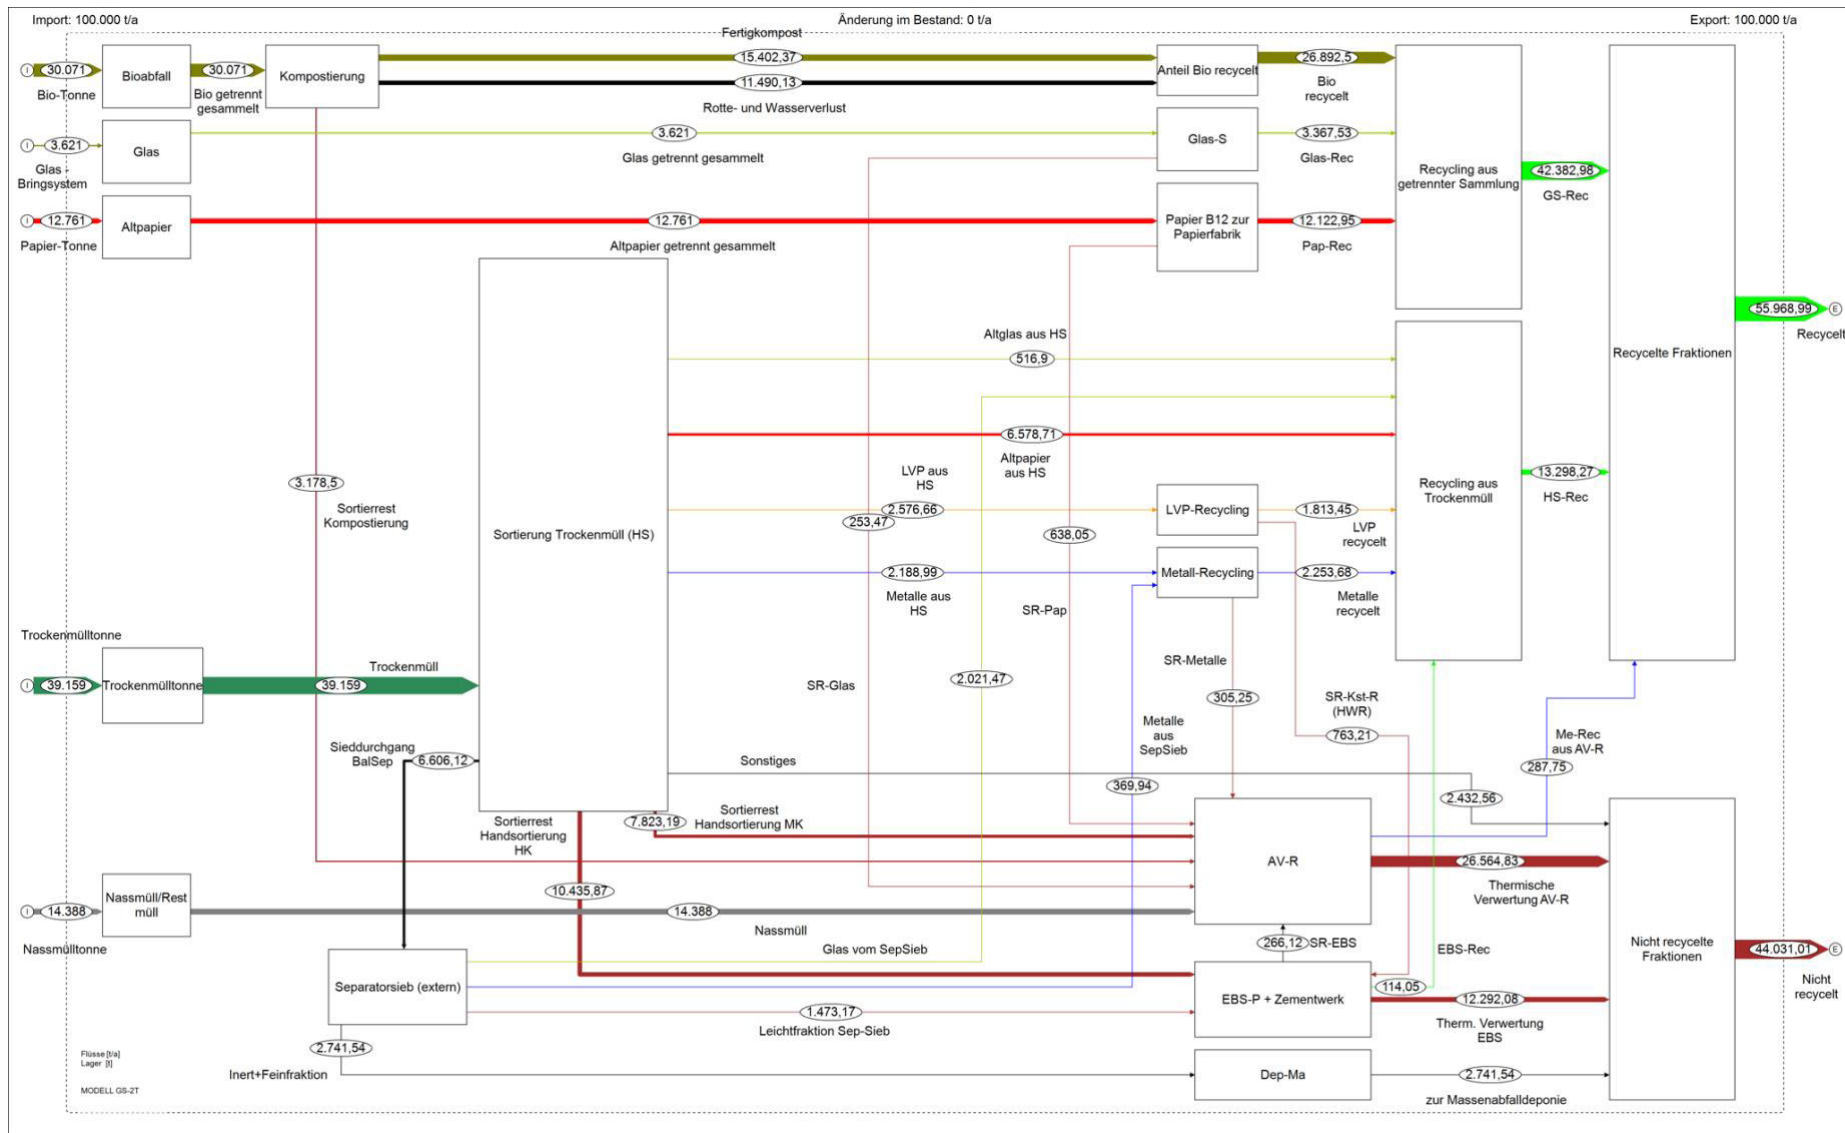 Import: 100.000 t/a
Änderung im Bestand: 0 t/a
Export: 100.000 t/a
Fertigkompost
I
30.071
Bio-Tonne
Bioabfall
30.071
Bio getrennt
gesammelt
Kompostierung
15.402,37
11.490,13
Rotte- und Wasserverlust
Anteil Bio recycelt
26.892,5
Bio
recycelt
I
3.621
Glas -
Bringsystem
Glas
3.621
Glas getrennt gesammelt
Glas-S
3.367,53
Glas-Rec
Recycling aus
getrennter Sammlung
42.382,98
GS-Rec
I
12.761
Papier-Tonne
Altpapier
12.761
Altpapier getrennt gesammelt
Papier B12 zur
Papierfabrik
12.122,95
Pap-Rec
55.968,99
E
Recycelt
Recycelte Fraktionen
Altglas aus HS
516,9
6.578,71
Altpapier
aus HS
LVP aus
HS
2.576,66
253,47
638,05
LVP-Recycling
1.813,45
LVP
recycelt
Recycling aus
Trockenmüll
13.298,27
HS-Rec
3.178,5
Sortierrest
Kompostierung
Sortierung Trockenmüll (HS)
2.188,99
Metalle aus
HS
Metall-Recycling
2.253,68
Metalle
recycelt
SR-Pap
Trockenmülltonne
I
39.159
Trockenmülltonne
Trockenmüll
39.159
SR-Glas
2.021,47
SR-Metalle
305,25
SR-Kst-R
(HWR)
763,21
Metalle
aus
SepSieb
369,94
Me-Rec
aus AV-R
287,75
Sieddurchgang
BalSep
6.606,12
Sonstiges
2.432,56
Sortierrest
Handsortierung
HK
7.823,19
Sortierrest
Handsortierung MK
10.435,87
AV-R
26.564,83
Thermische
Verwertung AV-R
I
14.388
Nassmülltonne
Nassmüll/Rest
müll
14.388
Nassmüll
Glas vom SepSieb
266,12
SR-EBS
EBS-Rec
114,05
Nicht recycelte
Fraktionen
44.031,01
E
Nicht
recycelt
Separatorsieb (extern)
1.473,17
Leichtfraktion Sep-Sieb
EBS-P + Zementwerk
12.292,08
Therm. Verwertung
EBS
2.741,54
Inert+Feinfraktion
Dep-Ma
2.741,54
zur Massenabfalldeponie
Flüsse [t/a]
Lager [t]
MODELL GS-2T